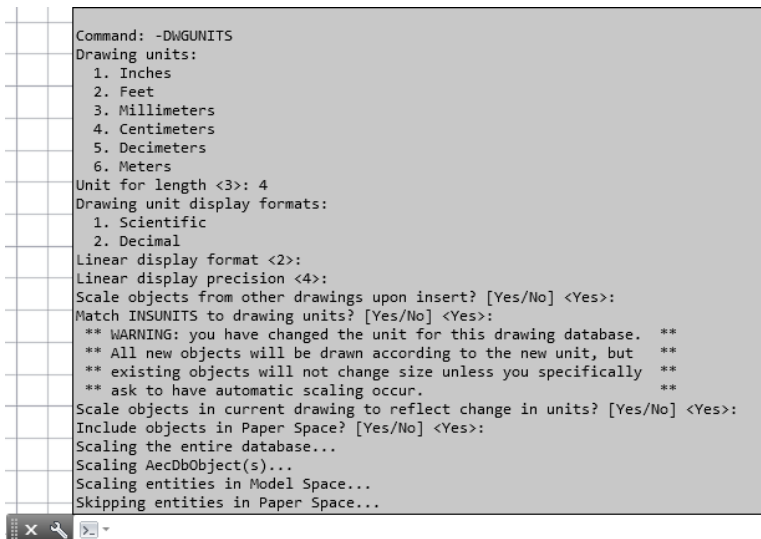 Command: -DWGUNITS
Drawing units:
1. Inches
2. Feet
3. Millimeters
4. Centimeters
5. Decimeters
6. Meters
Unit for length <3>: 4
Drawing unit display formats:
1. Scientific
2. Decimal
Linear display format <2>:
Linear display precision <4>:
Scale objects from other drawings upon insert? [Yes/No] <Yes>:
Match INSUNITS to drawing units? [Yes/No] <Yes>:
** WARNING: you have changed the unit for this drawing database. **
** All new objects will be drawn according to the new unit, but **
** existing objects will not change size unless you specifically **
** ask to have automatic scaling occur. **
Scale objects in current drawing to reflect change in units? [Yes/No] <Yes>:
Include objects in Paper Space? [Yes/No] <Yes>:
Scaling the entire database...
Scaling AecDbObject(s)...
Scaling entities in Model Space...
Skipping entities in Paper Space...